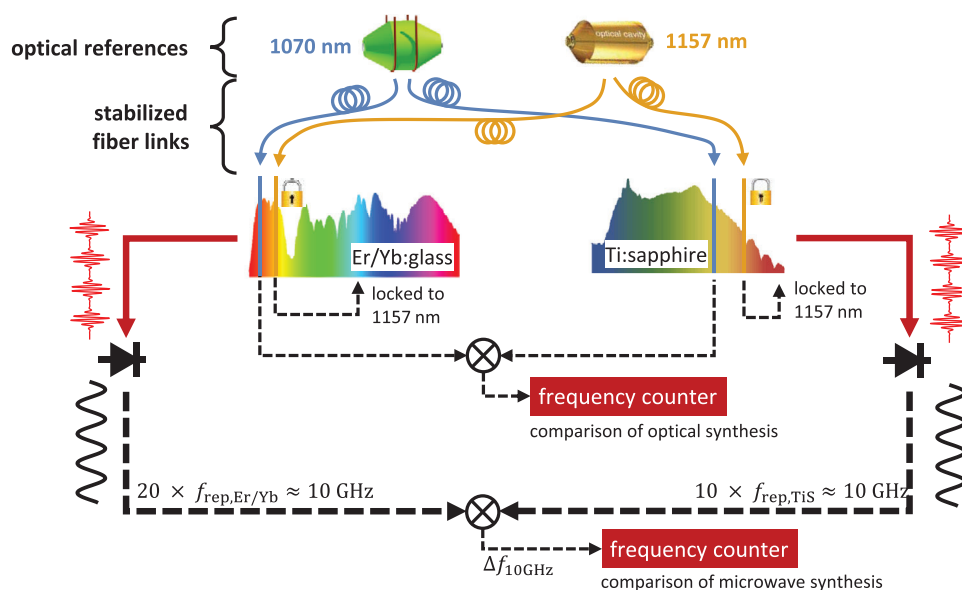 optical references
1070 nm
optical cavity
1157 nm
stabilized
fiber links
Er/Yb:glass
Ti:sapphire
locked to
1157 nm
locked to
1157 nm
frequency counter
comparison of optical synthesis
20 × f_rep,Er/Yb ≈ 10 GHz
10 × f_rep,TiS ≈ 10 GHz
Δf_10GHz
frequency counter
comparison of microwave synthesis